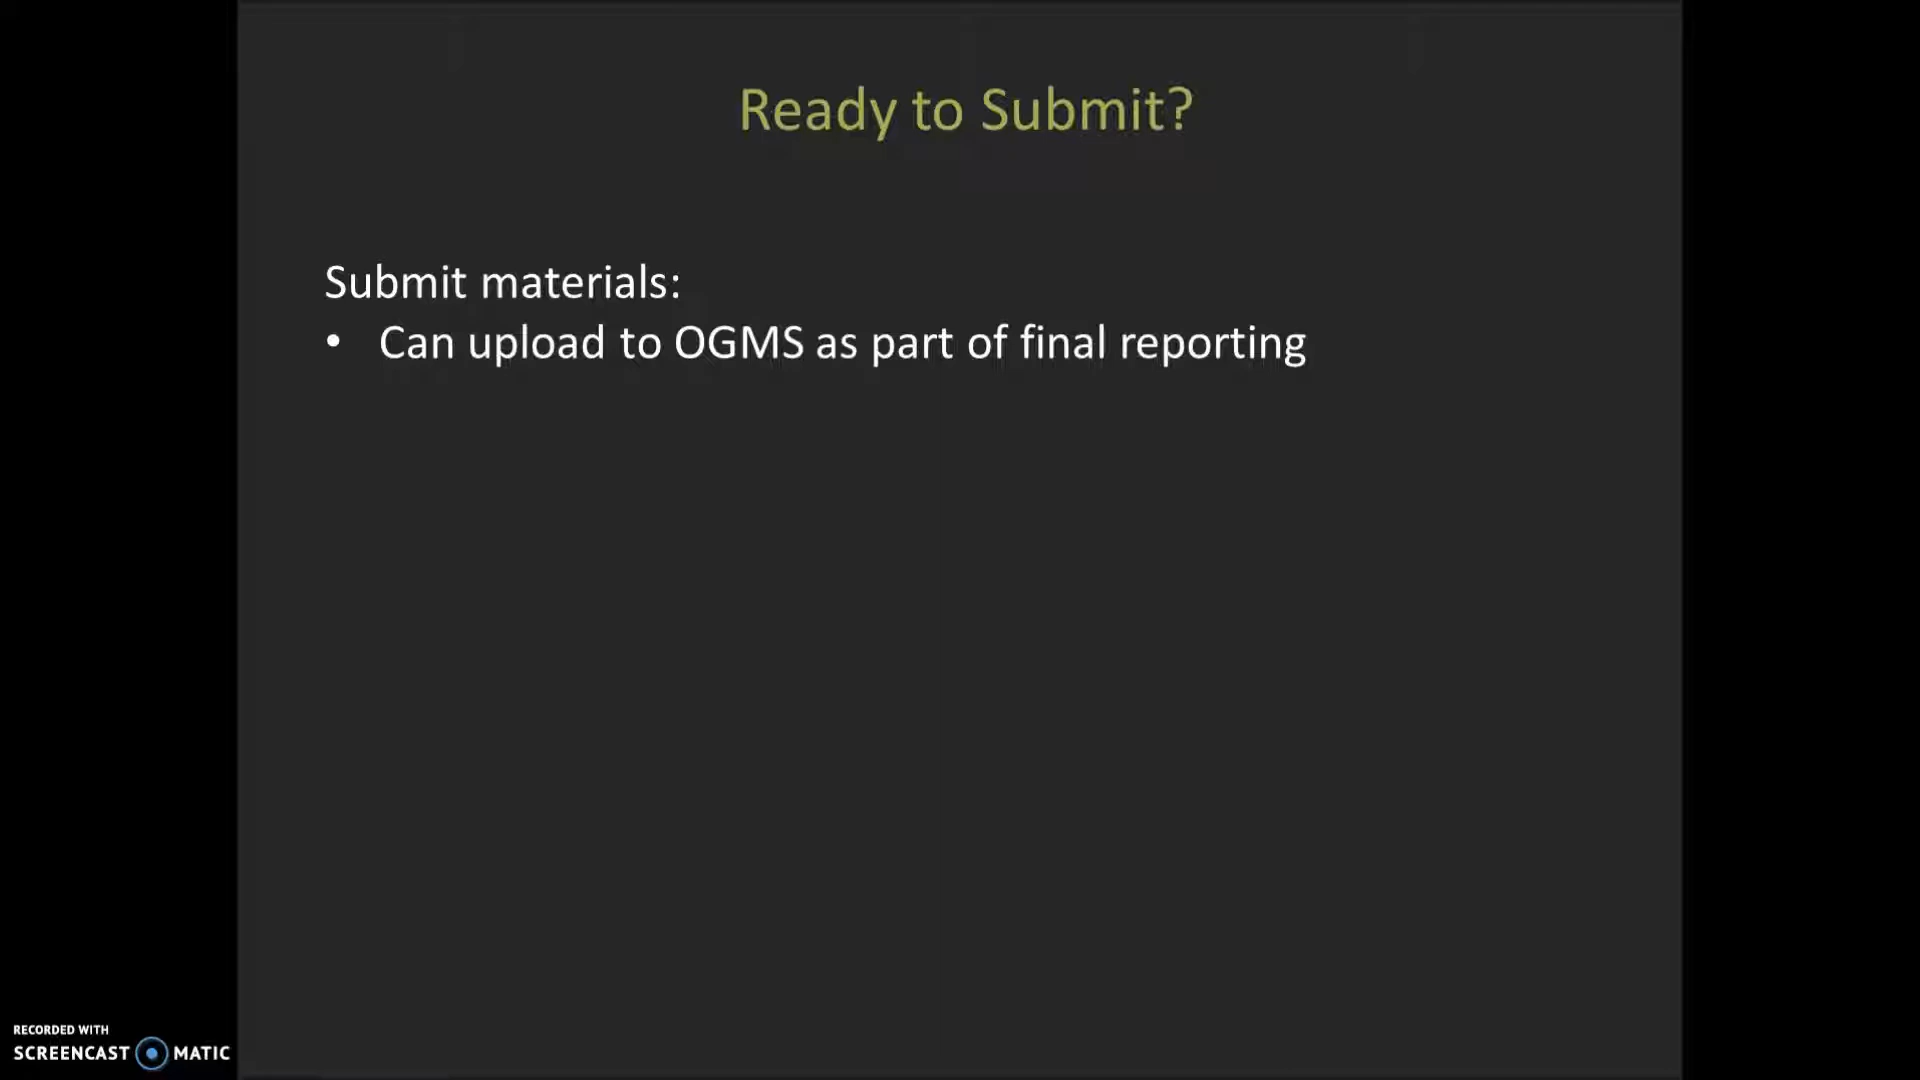 Ready to Submit?
Submit materials:
• Can upload to OGMS as part of final reporting
RECORDED WITH
SCREENCAST MATIC